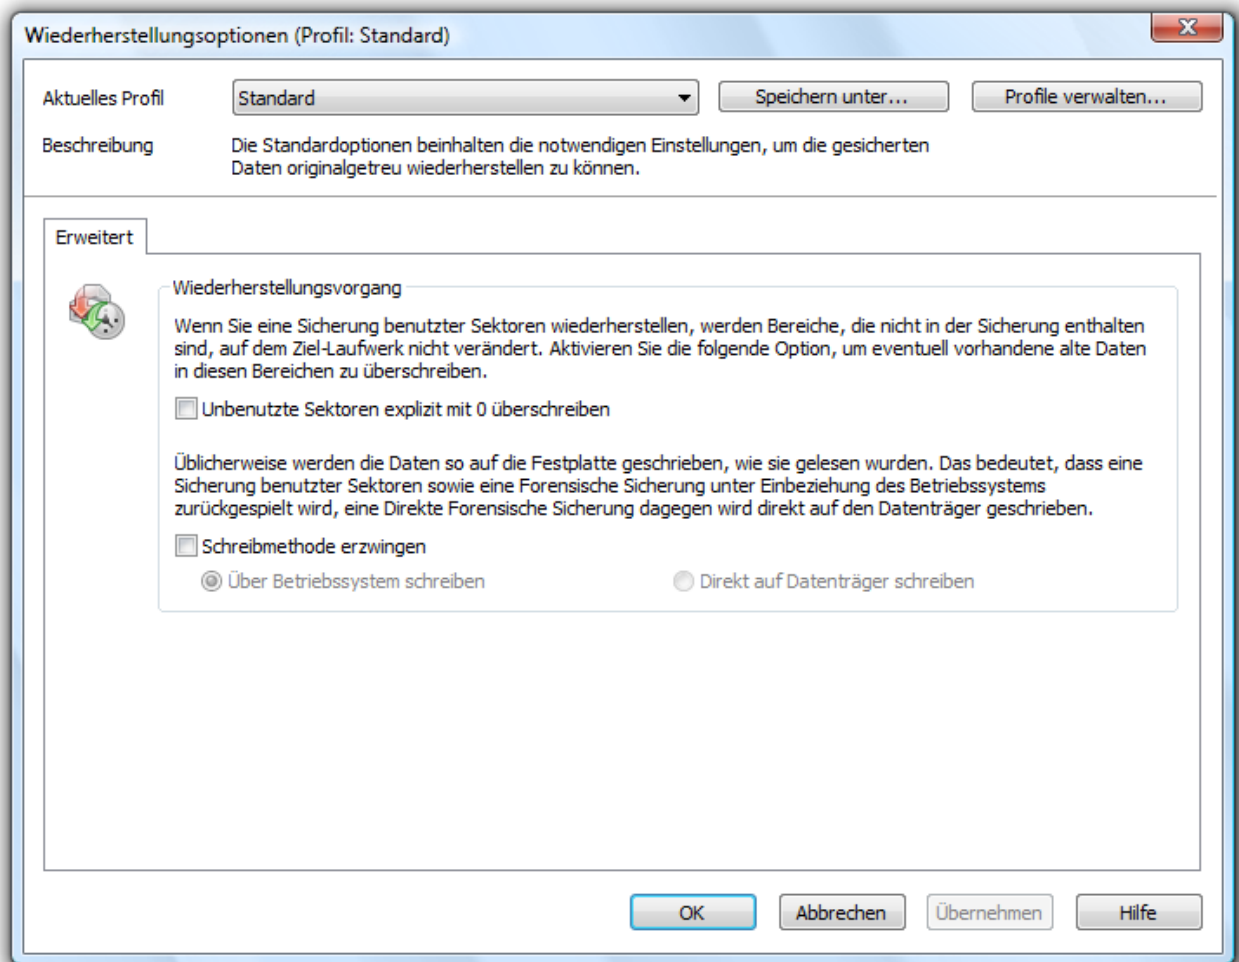 Wiederherstellungsoptionen (Profil: Standard)
Aktuelles Profil Standard Speichern unter... Profile verwalten...
Beschreibung Die Standardoptionen beinhalten die notwendigen Einstellungen, um die gesicherten
Daten originalgetreu wiederherstellen zu können.
Erweitert
Wiederherstellungsvorgang
Wenn Sie eine Sicherung benutzter Sektoren wiederherstellen, werden Bereiche, die nicht in der Sicherung enthalten
sind, auf dem Ziel-Laufwerk nicht verändert. Aktivieren Sie die folgende Option, um eventuell vorhandene alte Daten
in diesen Bereichen zu überschreiben.
Unbenutzte Sektoren explizit mit 0 überschreiben
Üblicherweise werden die Daten so auf die Festplatte geschrieben, wie sie gelesen wurden. Das bedeutet, dass eine
Sicherung benutzter Sektoren sowie eine Forensische Sicherung unter Einbeziehung des Betriebssystems
zurückgespielt wird, eine Direkte Forensische Sicherung dagegen wird direkt auf den Datenträger geschrieben.
Schreibmethode erzwingen
Über Betriebssystem schreiben Direkt auf Datenträger schreiben
OK Abbrechen Übernehmen Hilfe